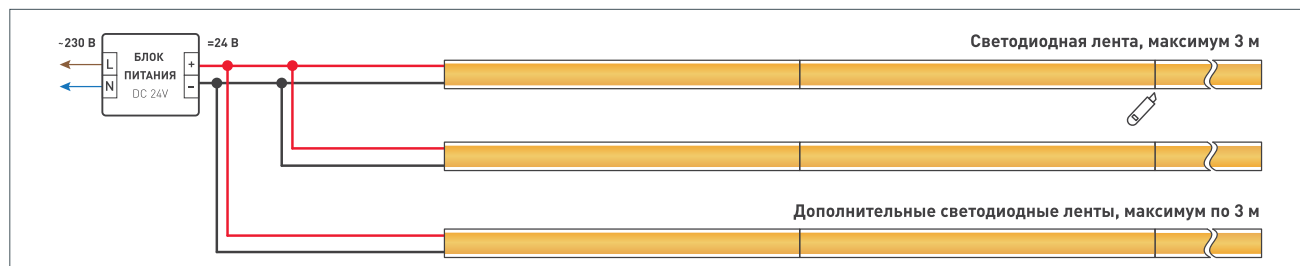 ~230 В
=24 В
Светодиодная лента, максимум 3 м
L
БЛОК
+
ПИТАНИЯ
N
DC 24V
–
Дополнительные светодиодные ленты, максимум по 3 м